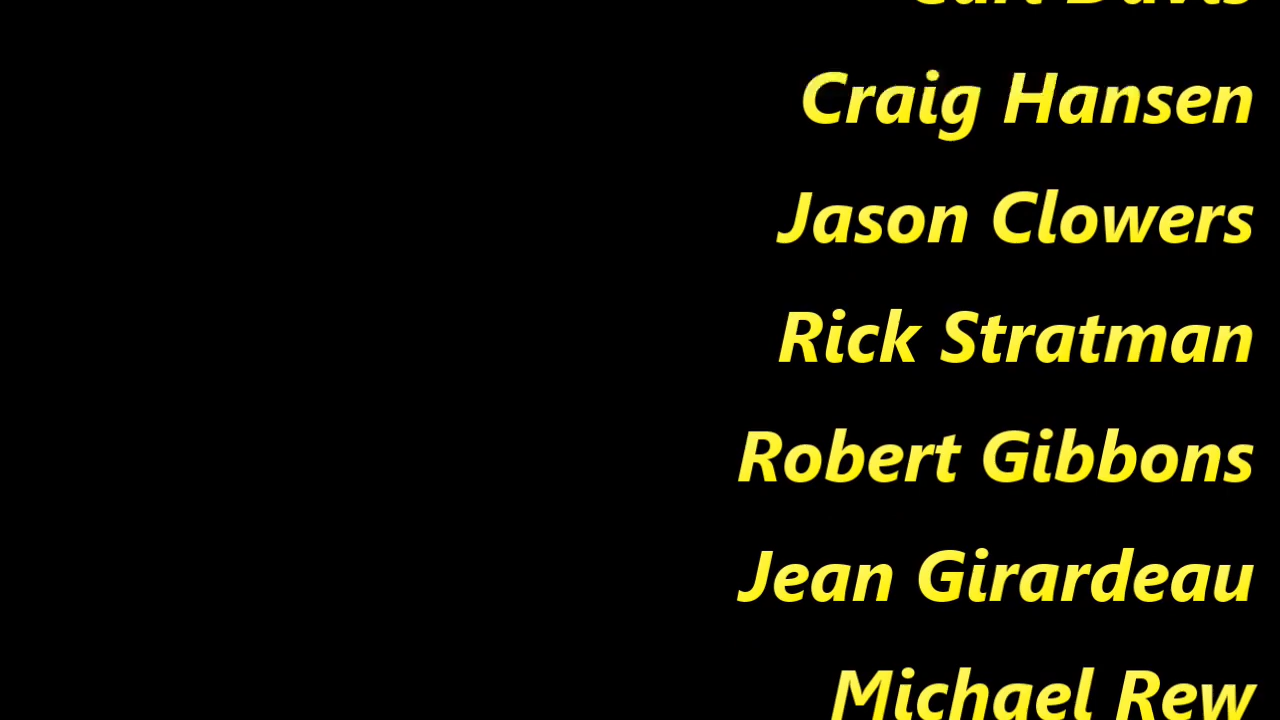 Craig Hansen
Jason Clowers
Rick Stratman
Robert Gibbons
Jean Girardeau
Michael Rew